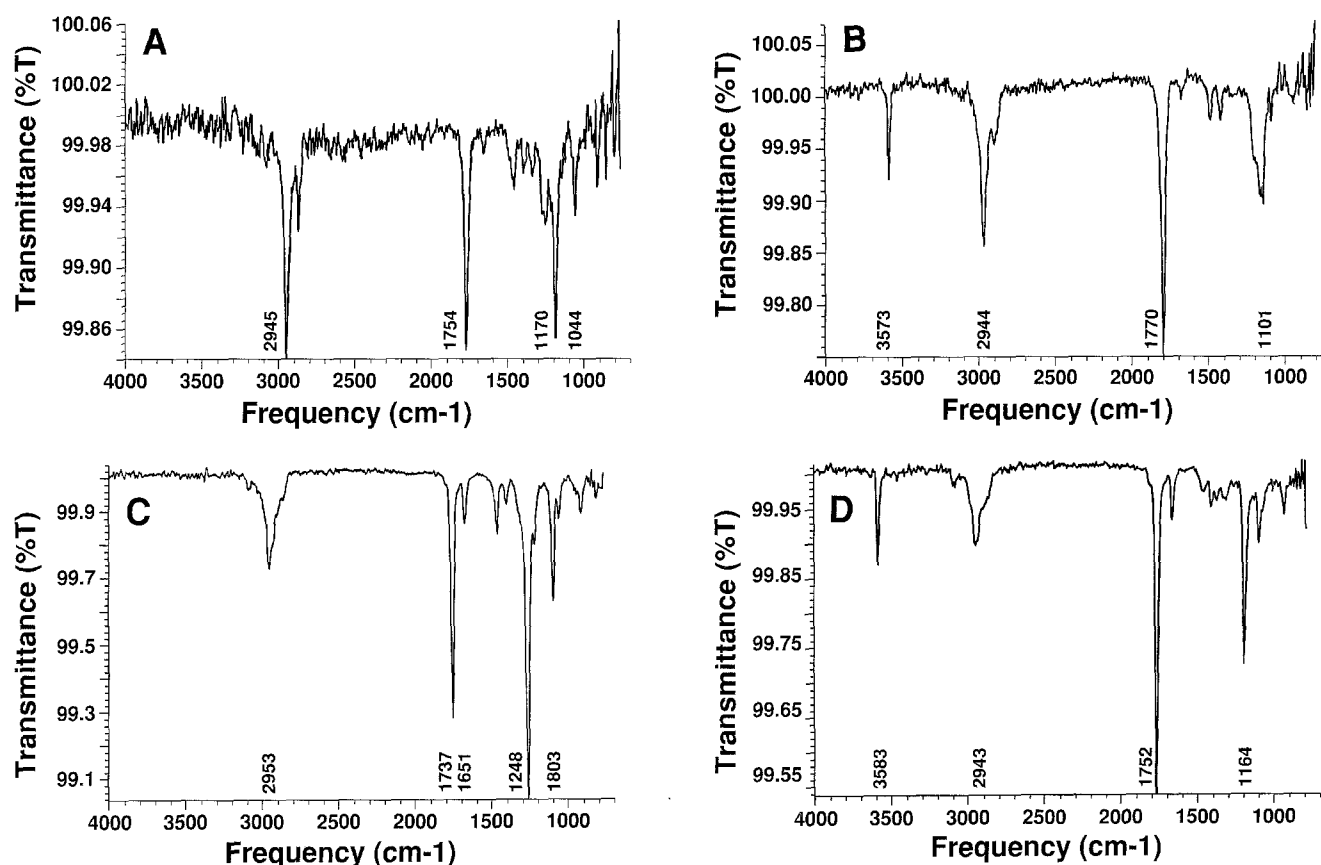 A
Transmittance (%T)
100.06
100.02
99.98
99.94
99.90
99.86
2945
1754
1170
1044
4000 3500 3000 2500 2000 1500 1000
Frequency (cm-1)
B
Transmittance (%T)
100.05
100.00
99.95
99.90
99.85
99.80
3573
2944
1770
1101
4000 3500 3000 2500 2000 1500 1000
Frequency (cm-1)
C
Transmittance (%T)
99.9
99.7
99.5
99.3
99.1
2953
1737
1651
1248
1803
4000 3500 3000 2500 2000 1500 1000
Frequency (cm-1)
D
Transmittance (%T)
99.95
99.85
99.75
99.65
99.55
3583
2943
1752
1164
4000 3500 3000 2500 2000 1500 1000
Frequency (cm-1)